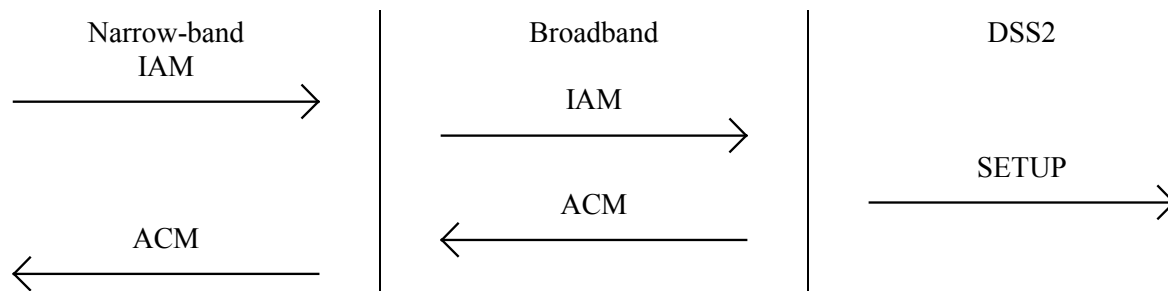 Narrow-band
IAM
Broadband
IAM
ACM
DSS2
SETUP
ACM